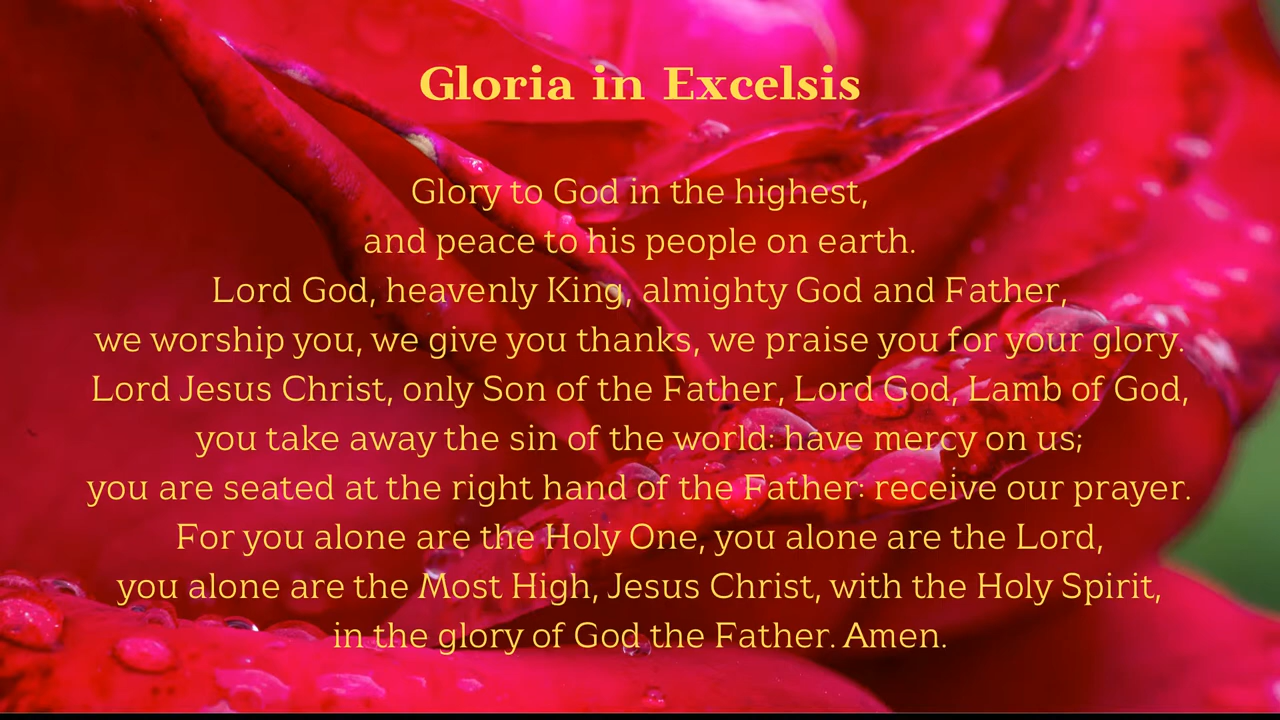 Gloria in Excelsis
Glory to God in the highest,
and peace to his people on earth.
Lord God, heavenly King, almighty God and Father,
we worship you, we give you thanks, we praise you for your glory.
Lord Jesus Christ, only Son of the Father, Lord God, Lamb of God,
you take away the sin of the world: have mercy on us;
you are seated at the right hand of the Father: receive our prayer.
For you alone are the Holy One, you alone are the Lord,
you alone are the Most High, Jesus Christ, with the Holy Spirit,
in the glory of God the Father. Amen.